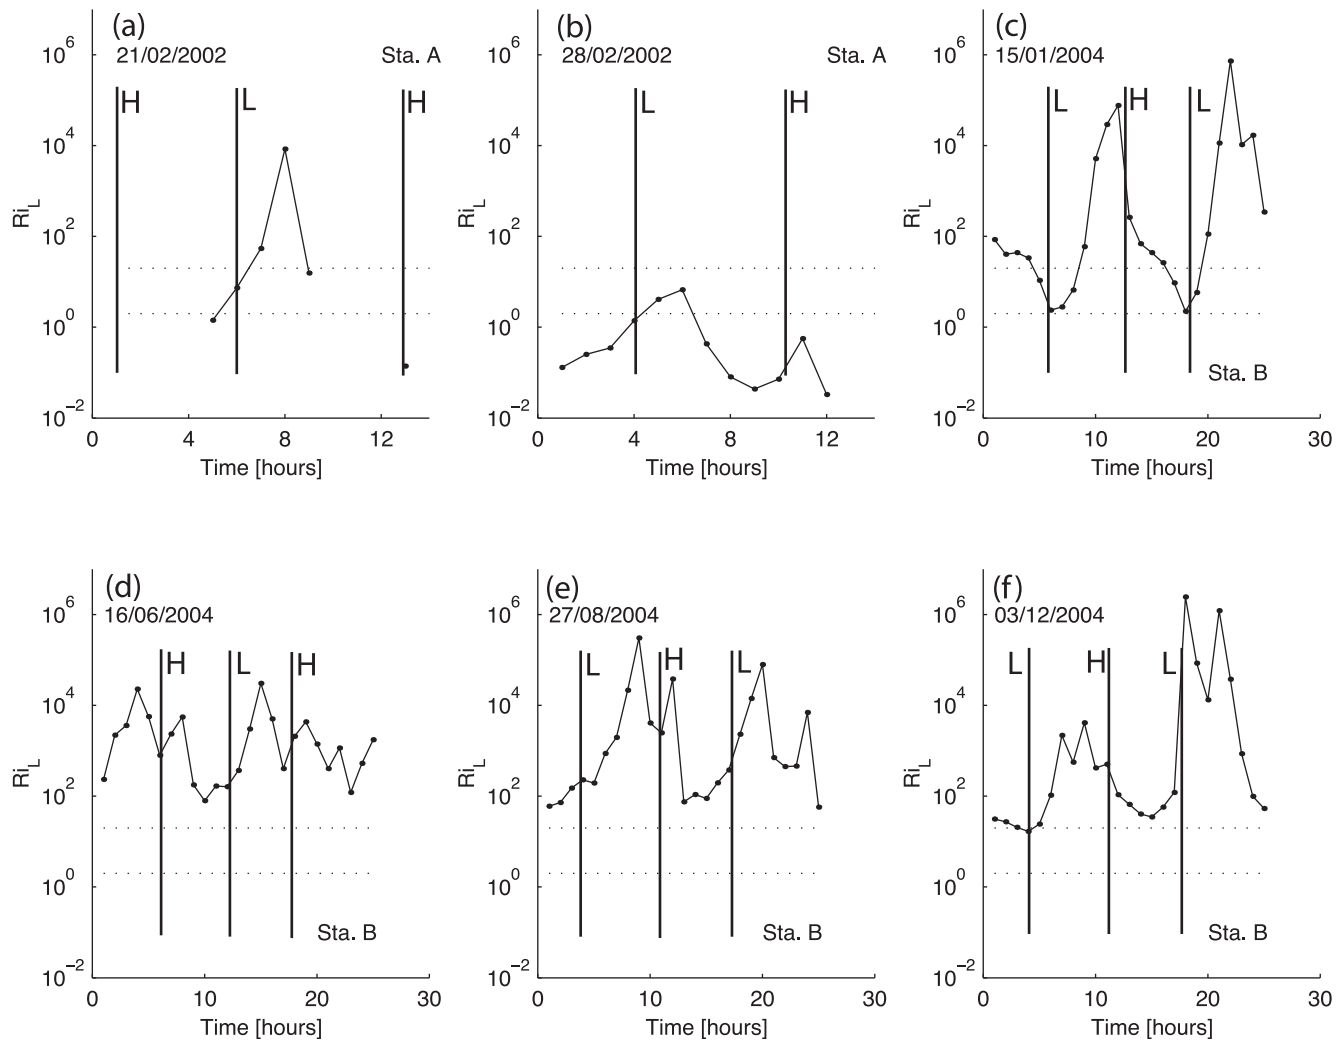 (a)
21/02/2002 Sta. A
H L H
10^6
10^4
10^2
10^0
10^−2
Ri_L
0 4 8 12
Time [hours]
(b)
28/02/2002 Sta. A
L H
10^6
10^4
10^2
10^0
10^−2
Ri_L
0 4 8 12
Time [hours]
(c)
15/01/2004
L H L
Sta. B
10^6
10^4
10^2
10^0
10^−2
Ri_L
0 10 20 30
Time [hours]
(d)
16/06/2004
H L H
Sta. B
10^6
10^4
10^2
10^0
10^−2
Ri_L
0 10 20 30
Time [hours]
(e)
27/08/2004
L H L
Sta. B
10^6
10^4
10^2
10^0
10^−2
Ri_L
0 10 20 30
Time [hours]
(f)
03/12/2004
L H L
Sta. B
10^6
10^4
10^2
10^0
10^−2
Ri_L
0 10 20 30
Time [hours]